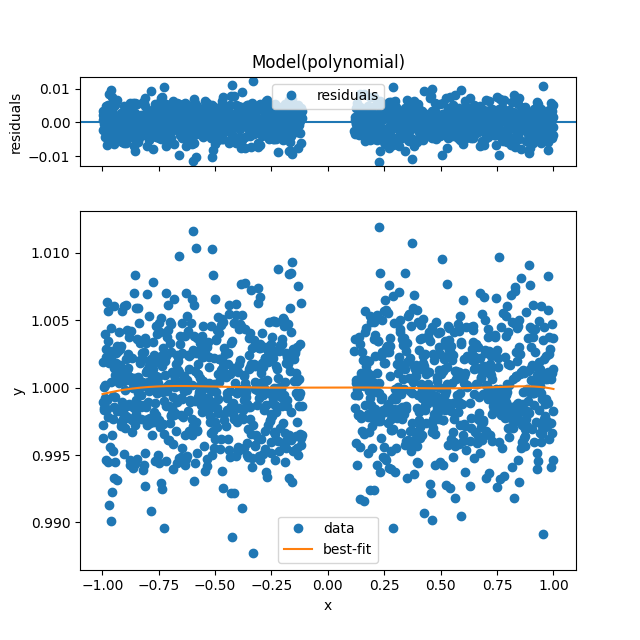 Model(polynomial)
0.01
0.00
−0.01
residuals
residuals
1.010
1.005
1.000
0.995
0.990
y
data
best-fit
−1.00 −0.75 −0.50 −0.25 0.00 0.25 0.50 0.75 1.00
x